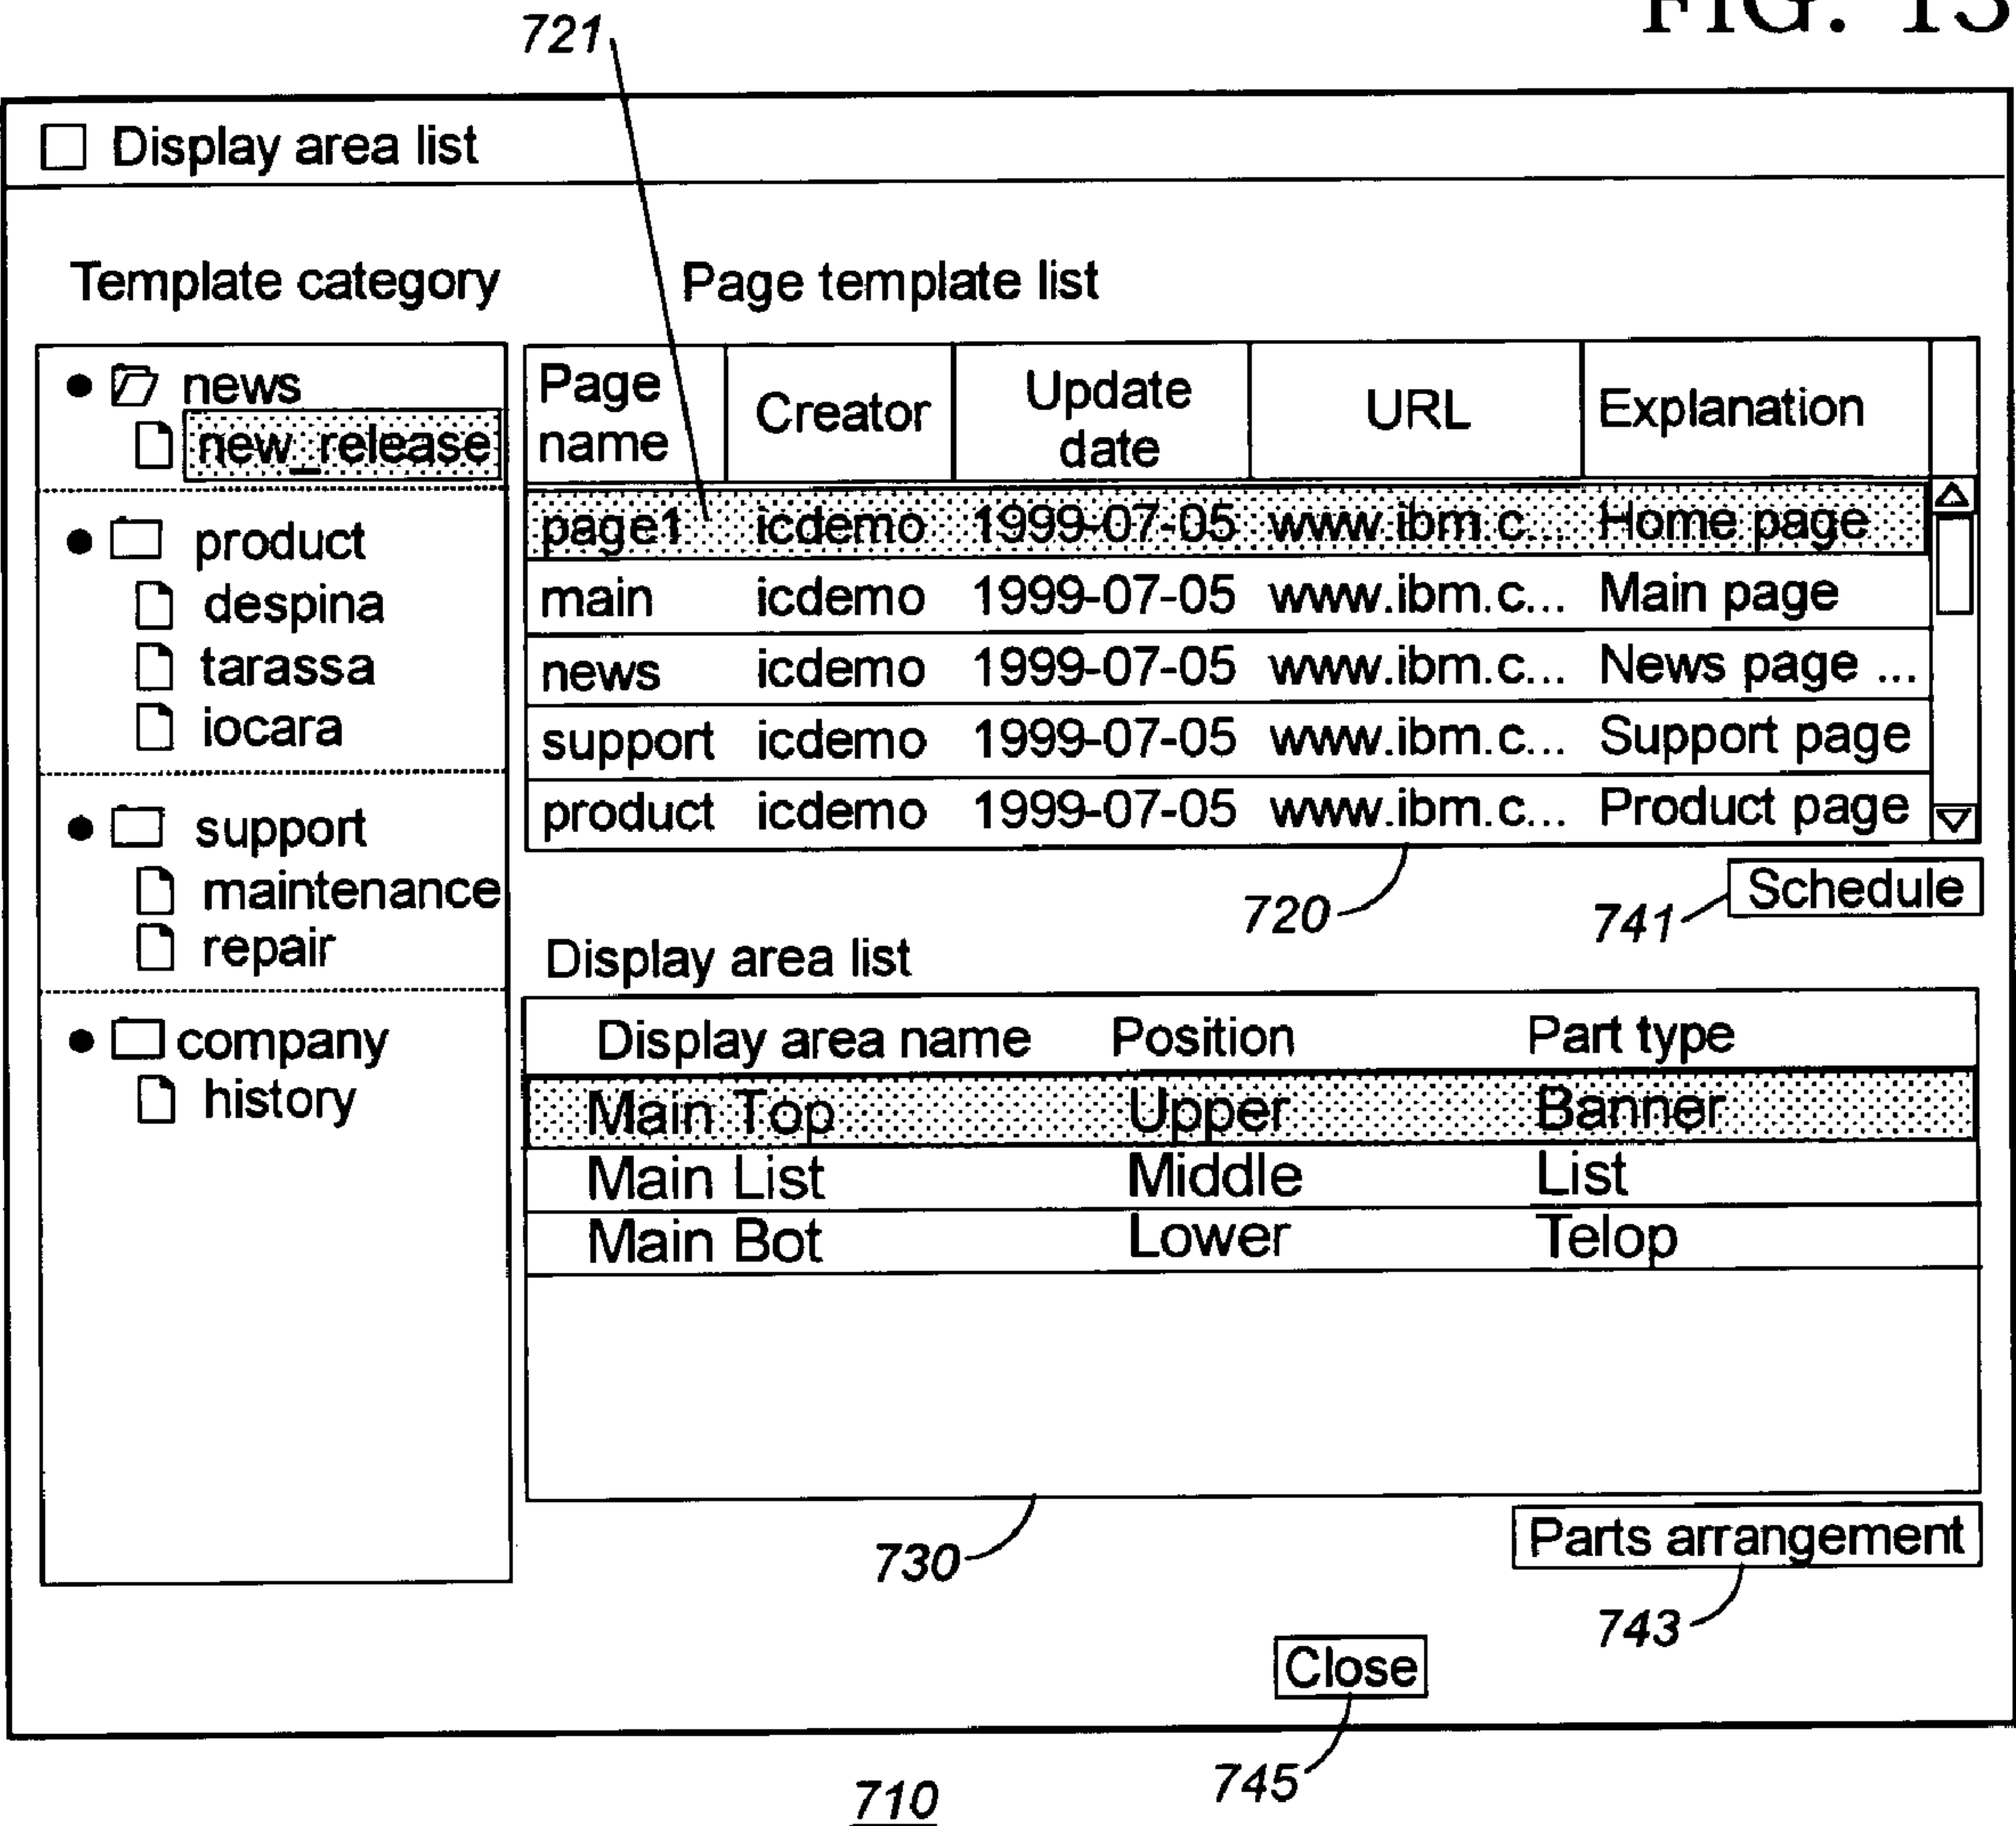 FIG. 13
721
Display area list
Template category
Page template list
news
new_release
product
despina
tarassa
iocara
support
maintenance
repair
company
history
Page name Creator Update date URL Explanation
page1 icdemo 1999-07-05 www.ibm.c... Home page
main icdemo 1999-07-05 www.ibm.c... Main page
news icdemo 1999-07-05 www.ibm.c... News page ...
support icdemo 1999-07-05 www.ibm.c... Support page
product icdemo 1999-07-05 www.ibm.c... Product page
720
741
Schedule
Display area list
Display area name Position Part type
Main Top Upper Banner
Main List Middle List
Main Bot Lower Telop
730
Parts arrangement
743
Close
745
710